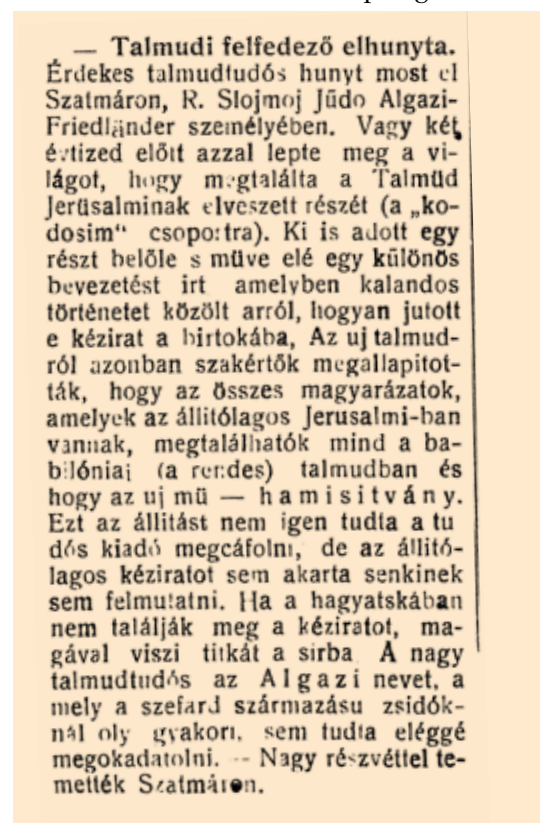 — Talmudi felfedező elhunyta.
Érdekes talmudtudós hunyt most el
Szatmáron, R. Slojmoj Jüdo Algazi-
Friedländer személyében. Vagy két
évtized előtt azzal lepte meg a vi-
lágot, hogy megtalálta a Talmüd
Jerüsalminak elveszett részét (a „ko-
dosim“ csoportra). Ki is adott egy
részt belőle s müve elé egy különös
bevezetést irt amelyben kalandos
történetet közölt arról, hogyan jutott
e kézirat a birtokába, Az uj talmud-
ról azonban szakértők megallapitot-
ták, hogy az összes magyarázatok,
amelyek az állitólagos Jerusalmi-ban
vannak, megtalálhatók mind a ba-
bilóniai (a rendes) talmudban és
hogy az uj mü — hamisitvány.
Ezt az állitást nem igen tudta a tu
dós kiadó megcáfolni, de az állitó-
lagos kéziratot sem akarta senkinek
sem felmutatni. Ha a hagyatskában
nem találják meg a kéziratot, ma-
gával viszi titkát a sirba A nagy
talmudtudós az Algazi nevet, a
mely a szefard származásu zsidók-
nál oly gyakori, sem tudta eléggé
megokadatolni. — Nagy részvéttel te-
mették Szatmáron.